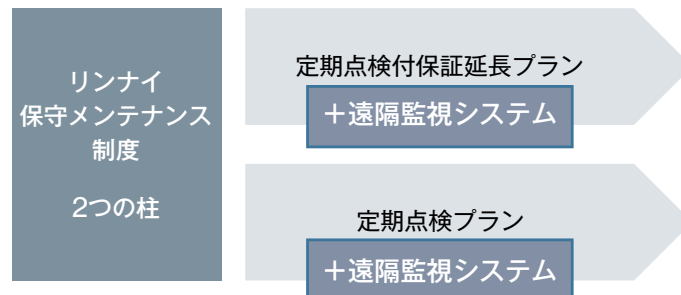 リンナイ
保守メンテナンス
制度
2つの柱
定期点検付保証延長プラン
＋遠隔監視システム
定期点検プラン
＋遠隔監視システム